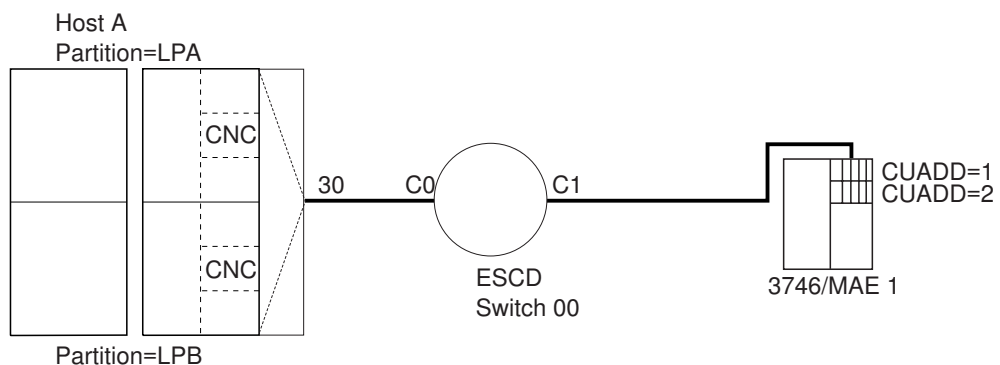 Host A
Partition=LPA
CNC
30
C0
C1
CUADD=1
CUADD=2
CNC
ESCD
Switch 00
3746/MAE 1
Partition=LPB